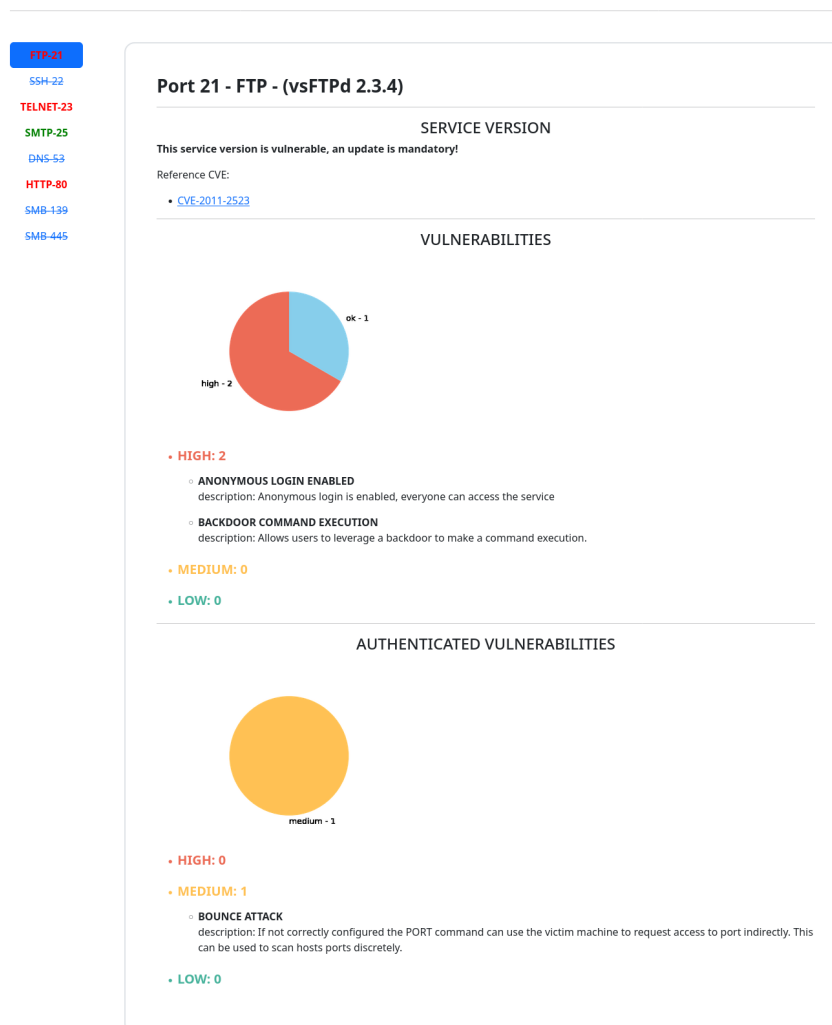 FTP-21
SSH-22
TELNET-23
SMTP-25
DNS-53
HTTP-80
SMB-139
SMB-445
Port 21 - FTP - (vsFTPd 2.3.4)
SERVICE VERSION
This service version is vulnerable, an update is mandatory!
Reference CVE:
• CVE-2011-2523
VULNERABILITIES
ok - 1
high - 2
• HIGH: 2
○ ANONYMOUS LOGIN ENABLED
description: Anonymous login is enabled, everyone can access the service
○ BACKDOOR COMMAND EXECUTION
description: Allows users to leverage a backdoor to make a command execution.
• MEDIUM: 0
• LOW: 0
AUTHENTICATED VULNERABILITIES
medium - 1
• HIGH: 0
• MEDIUM: 1
○ BOUNCE ATTACK
description: If not correctly configured the PORT command can use the victim machine to request access to port indirectly. This
can be used to scan hosts ports discretely.
• LOW: 0